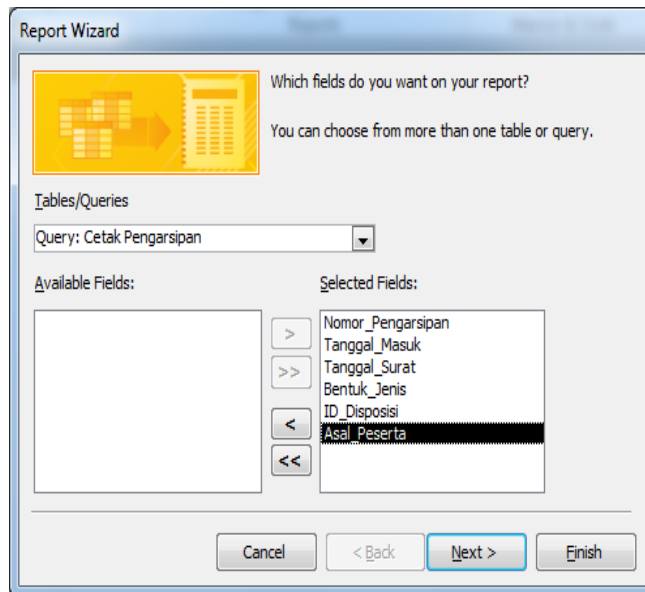 Report Wizard
Which fields do you want on your report?
You can choose from more than one table or query.
Tables/Queries
Query: Cetak Pengarsipan
Available Fields:
Selected Fields:
Nomor_Pengarsipan
Tanggal_Masuk
Tanggal_Surat
Bentuk_Jenis
ID_Disposisi
Asal_Peserta
>
>>
<
<<
Cancel
< Back
Next >
Finish